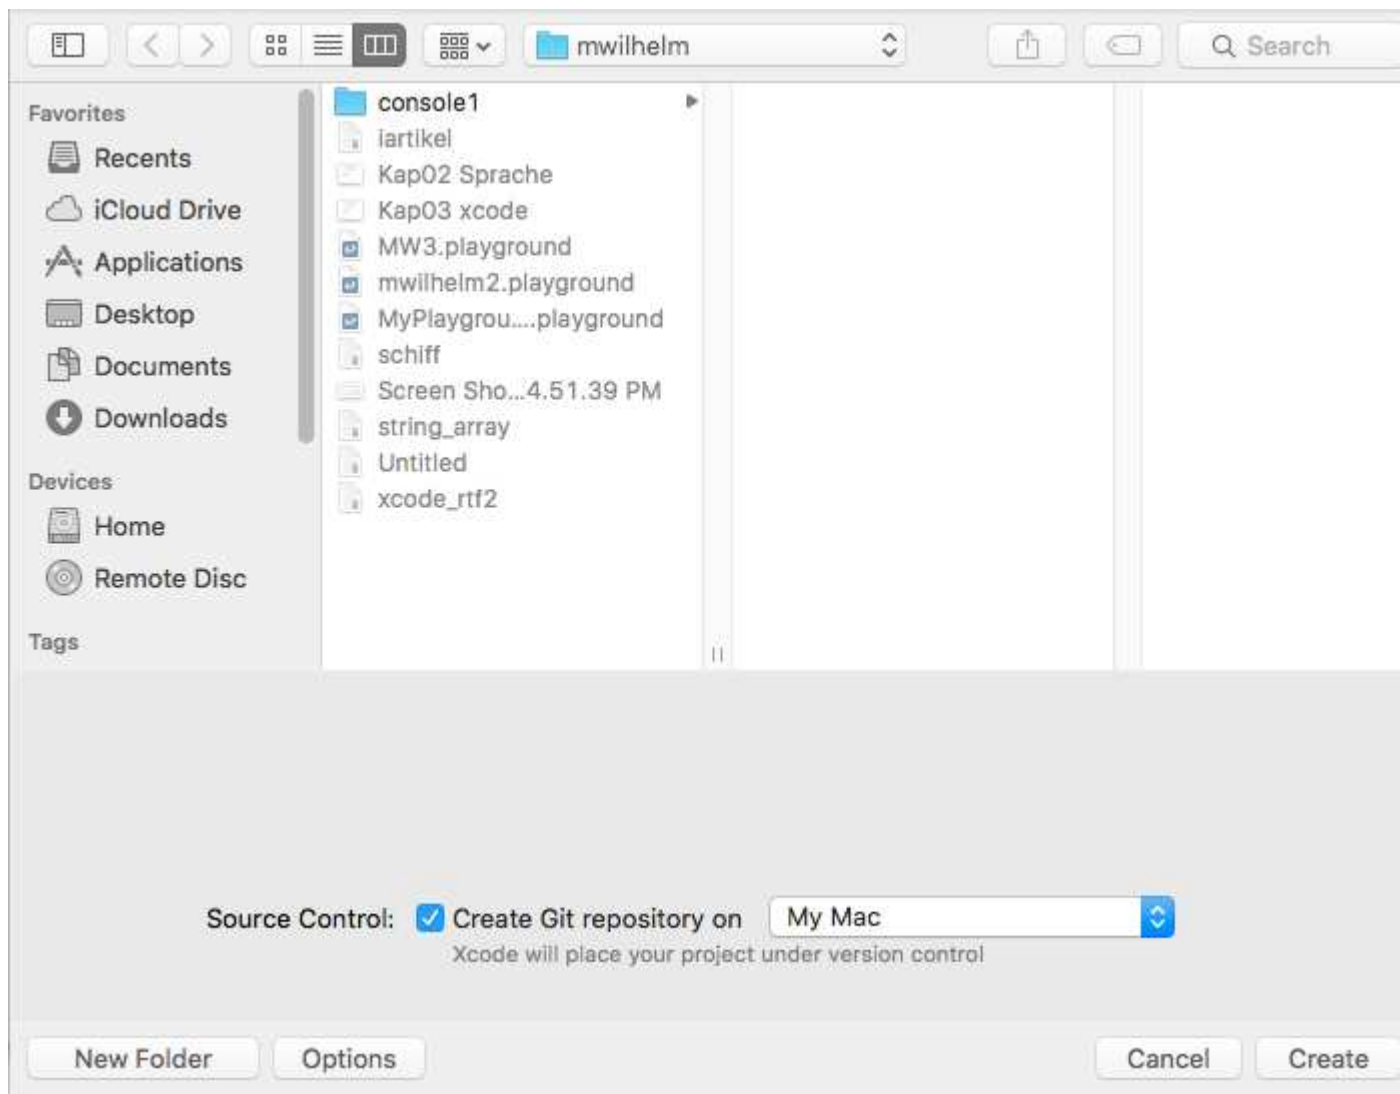 mwilhelm
Search
Favorites
Recents
iCloud Drive
Applications
Desktop
Documents
Downloads
Devices
Home
Remote Disc
Tags
console1
iartikel
Kap02 Sprache
Kap03 xcode
MW3.playground
mwilhelm2.playground
MyPlaygrou....playground
schiff
Screen Sho...4.51.39 PM
string_array
Untitled
xcode_rtf2
Source Control: Create Git repository on My Mac
Xcode will place your project under version control
New Folder Options Cancel Create